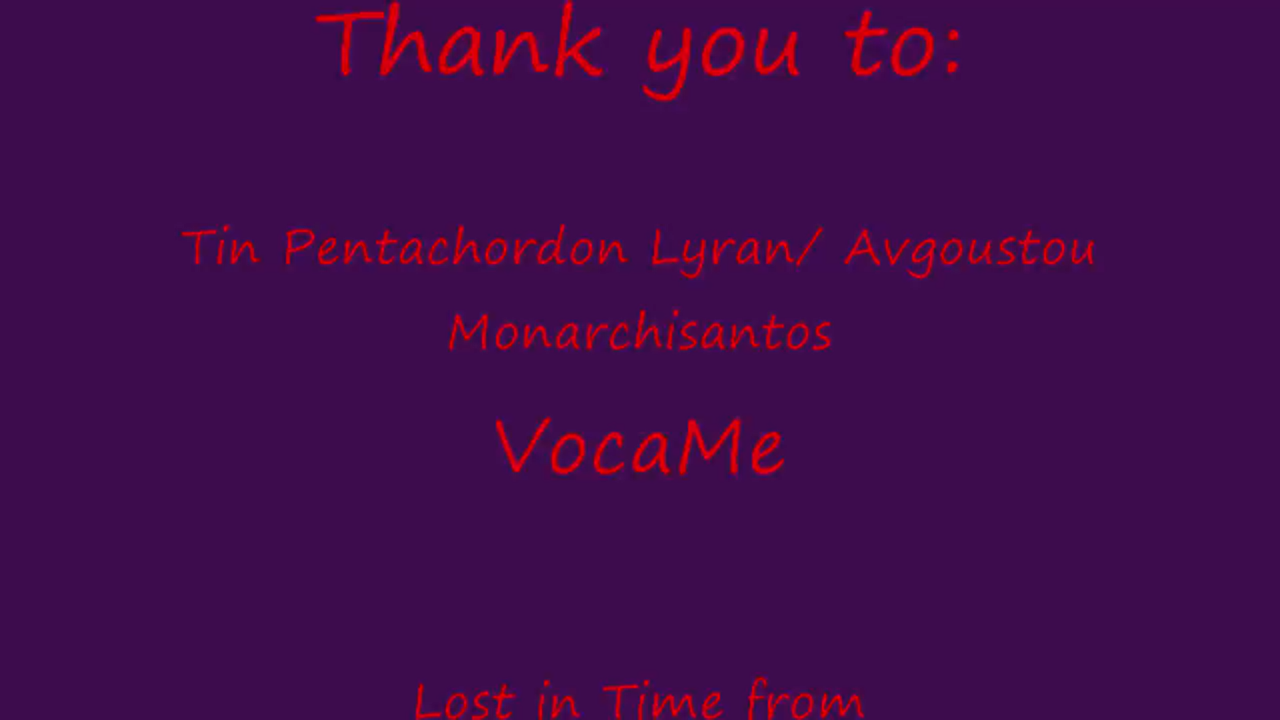 Thank you to:
Tin Pentachordon Lyran/ Avgoustou
Monarchisantos
VocaMe
Lost in Time from